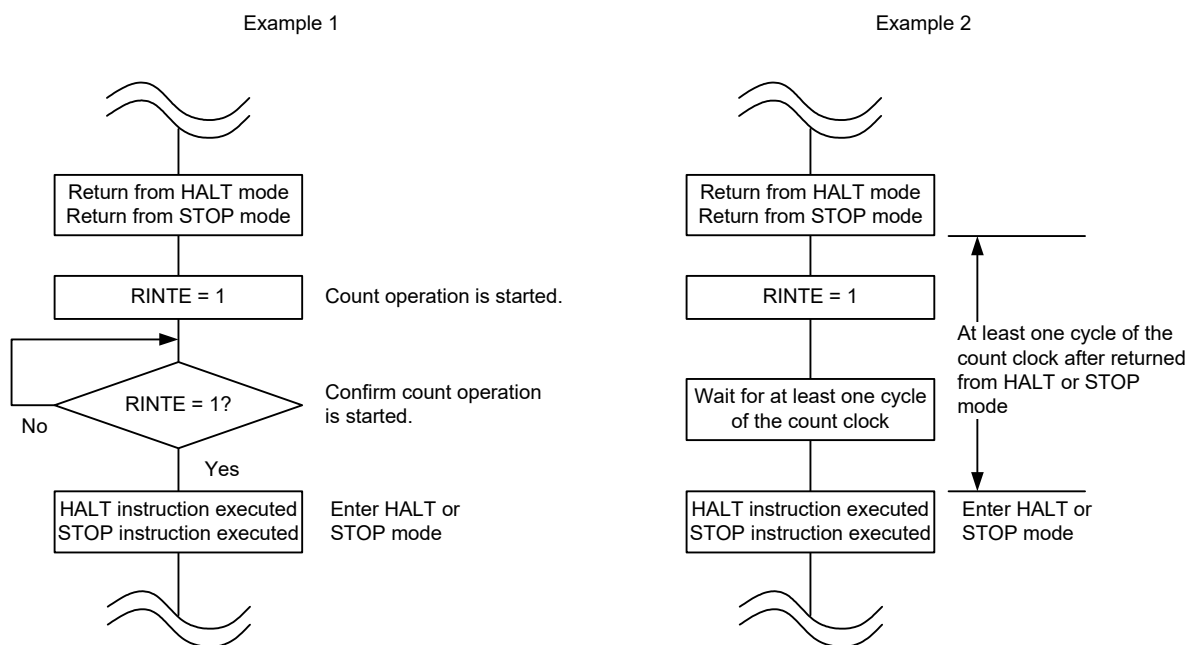 Example 1
Return from HALT mode
Return from STOP mode
RINTE = 1
Count operation is started.
RINTE = 1?
Confirm count operation
is started.
No
Yes
HALT instruction executed
STOP instruction executed
Enter HALT or
STOP mode
Example 2
Return from HALT mode
Return from STOP mode
RINTE = 1
At least one cycle of the
count clock after returned
from HALT or STOP
mode
Wait for at least one cycle
of the count clock
HALT instruction executed
STOP instruction executed
Enter HALT or
STOP mode